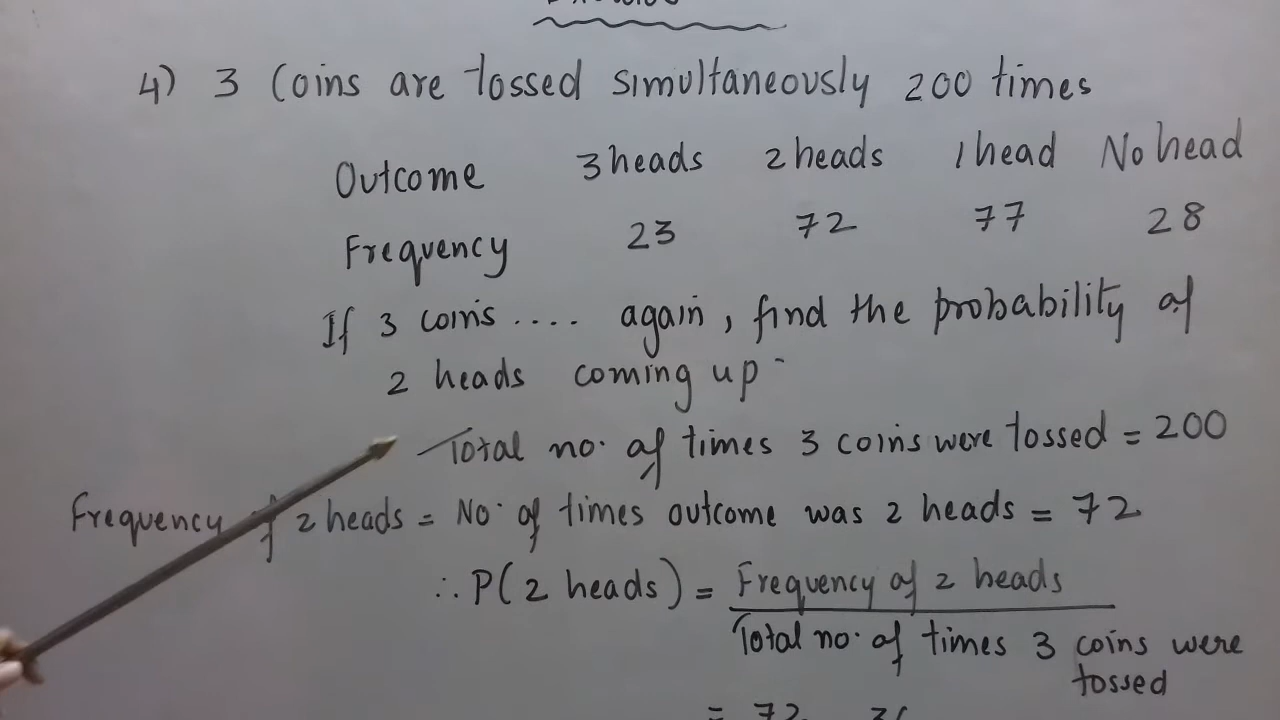 4) 3 Coins are tossed simultaneously 200 times
Outcome 3 heads 2 heads 1 head No head
Frequency 23 72 77 28
If 3 coins .... again, find the probability of
2 heads coming up
Total no. of times 3 coins were tossed = 200
Frequency of 2 heads = No. of times outcome was 2 heads = 72
∴ P(2 heads) = Frequency of 2 heads
Total no. of times 3 coins were
tossed
= 72